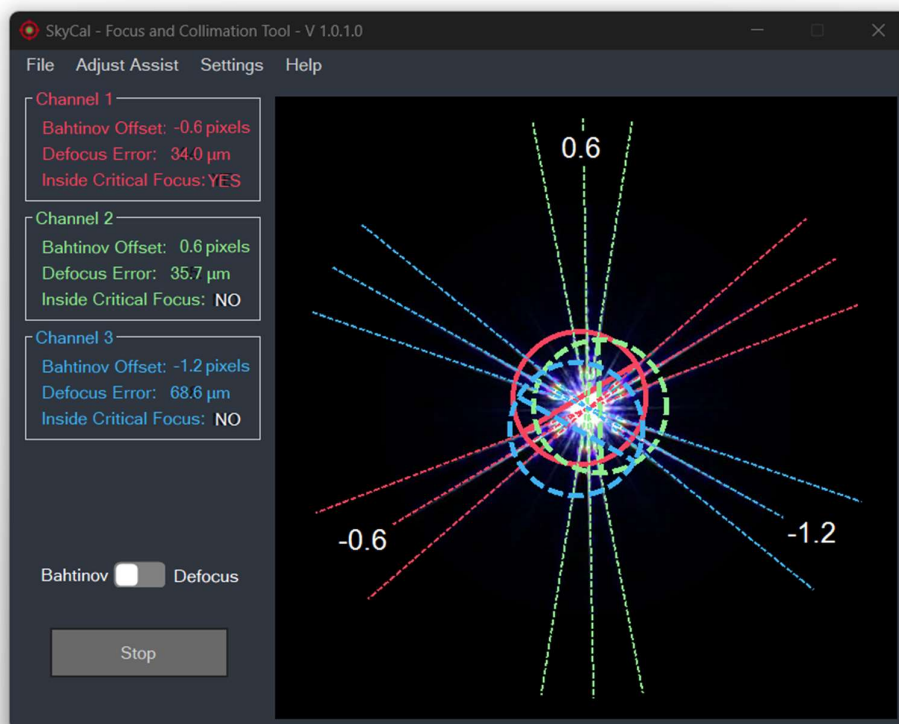 SkyCal - Focus and Collimation Tool - V 1.0.1.0
File Adjust Assist Settings Help
Channel 1
Bahtinov Offset: -0.6 pixels
Defocus Error: 34.0 µm
Inside Critical Focus: YES
Channel 2
Bahtinov Offset: 0.6 pixels
Defocus Error: 35.7 µm
Inside Critical Focus: NO
Channel 3
Bahtinov Offset: -1.2 pixels
Defocus Error: 68.6 µm
Inside Critical Focus: NO
Bahtinov Defocus
Stop
0.6
-0.6
-1.2